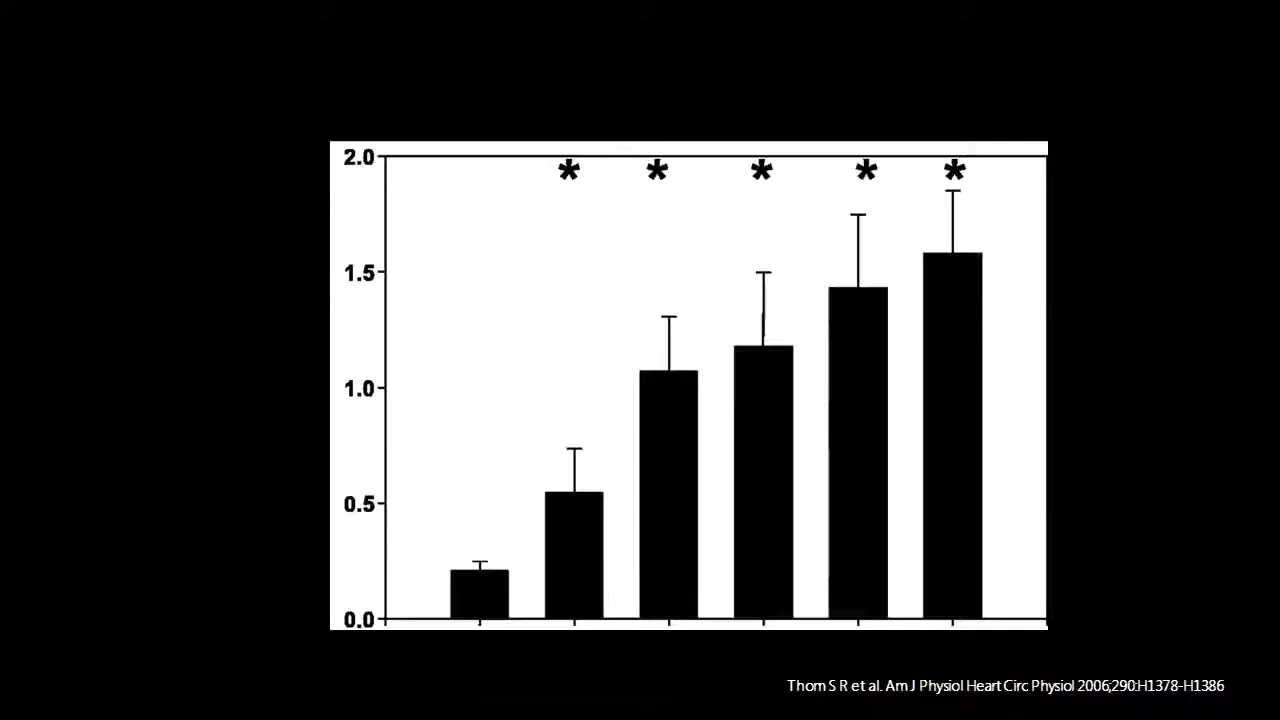 2.0
* * * * *
1.5
1.0
0.5
0.0
Thom S R et al. Am J Physiol Heart Circ Physiol 2006;290:H1378-H1386